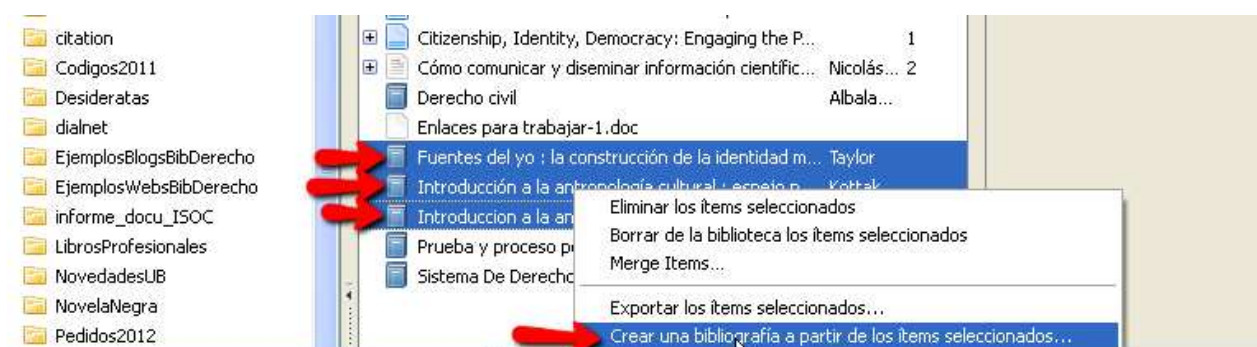 citation
Codigos2011
Desideratas
dialnet
EjemplosBlogsBibDerecho
EjemplosWebsBibDerecho
informe_docu_ISOC
LibrosProfesionales
NovedadesUB
NovelaNegra
Pedidos2012
Citizenship, Identity, Democracy: Engaging the P... 1
Cómo comunicar y diseminar información científic... Nicolás... 2
Derecho civil Albala...
Enlaces para trabajar-1.doc
Fuentes del yo : la construcción de la identidad m... Taylor
Introducción a la antropología cultural : espejo p... Kottak
Introduccion a la an
Prueba y proceso p
Sistema De Derecho
Eliminar los ítems seleccionados
Borrar de la biblioteca los ítems seleccionados
Merge Items...
Exportar los ítems seleccionados...
Crear una bibliografía a partir de los ítems seleccionados...